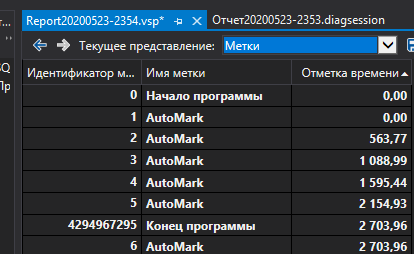 Report20200523-2354.vsp*
Отчет20200523-2353.diagsession
Текущее представление: Метки
SQ
Пр
Идентификатор м... Имя метки Отметка времени
0 Начало программы 0,00
1 AutoMark 0,00
2 AutoMark 563,77
3 AutoMark 1 088,99
4 AutoMark 1 595,44
5 AutoMark 2 154,93
4294967295 Конец программы 2 703,96
6 AutoMark 2 703,96